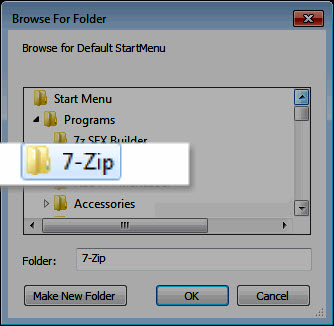 Browse For Folder
Browse for Default StartMenu
Start Menu
Programs
7z SFX Builder
7-Zip
Accessories
Folder:
7-Zip
Make New Folder
OK
Cancel